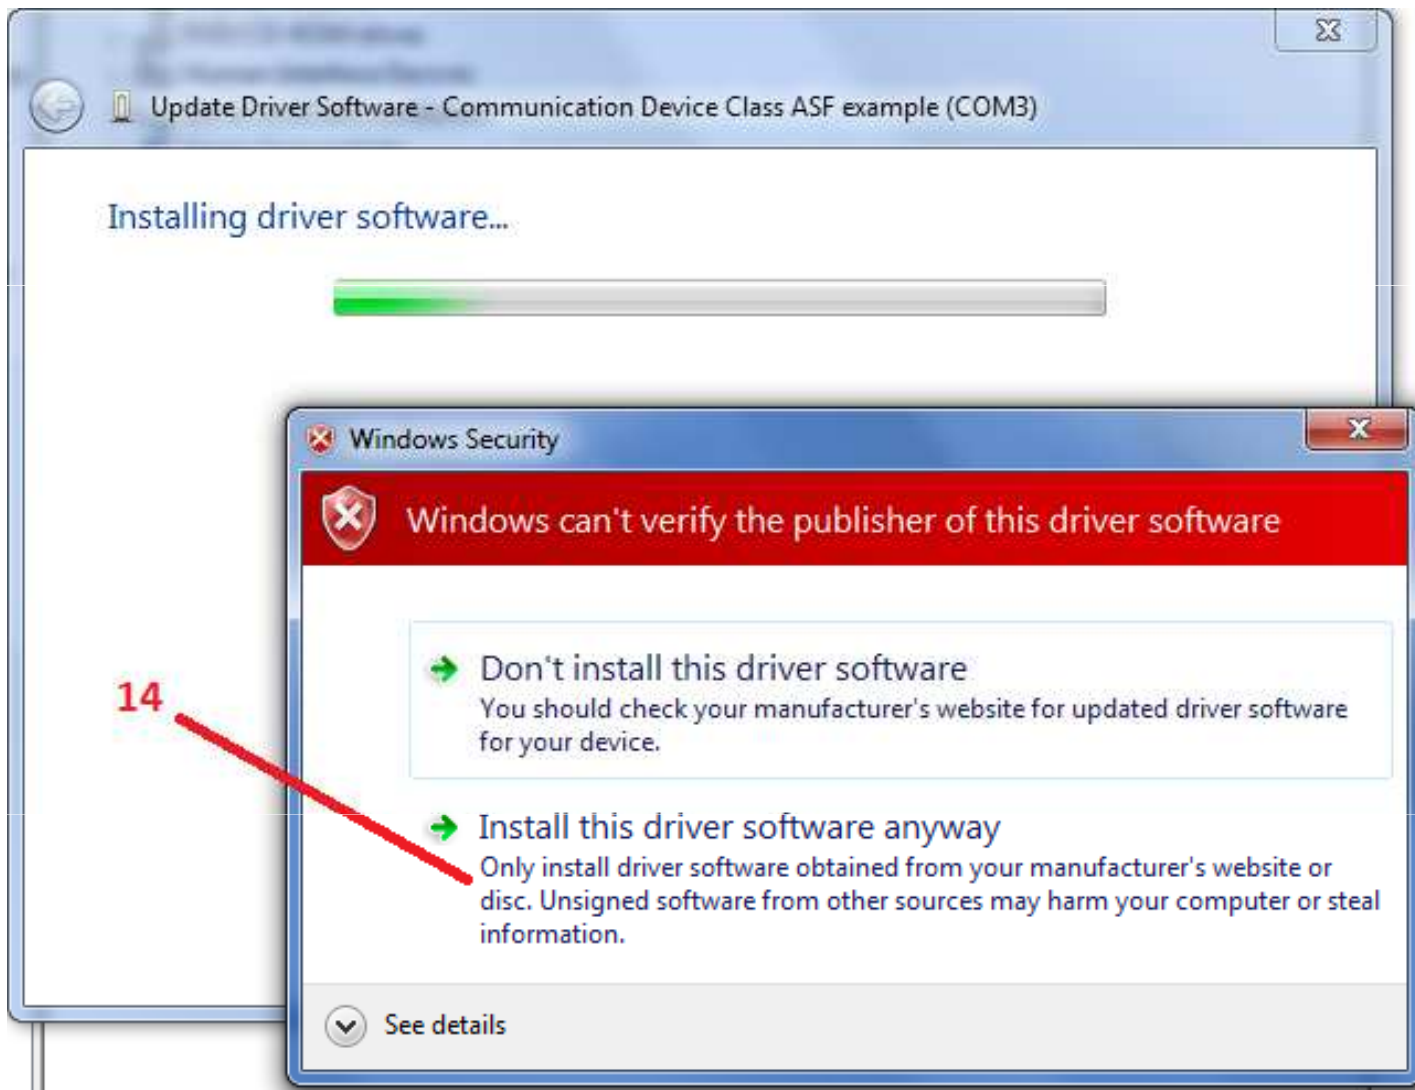 Update Driver Software - Communication Device Class ASF example (COM3)
Installing driver software...
Windows Security
Windows can't verify the publisher of this driver software
Don't install this driver software
You should check your manufacturer's website for updated driver software
for your device.
14
Install this driver software anyway
Only install driver software obtained from your manufacturer's website or
disc. Unsigned software from other sources may harm your computer or steal
information.
See details